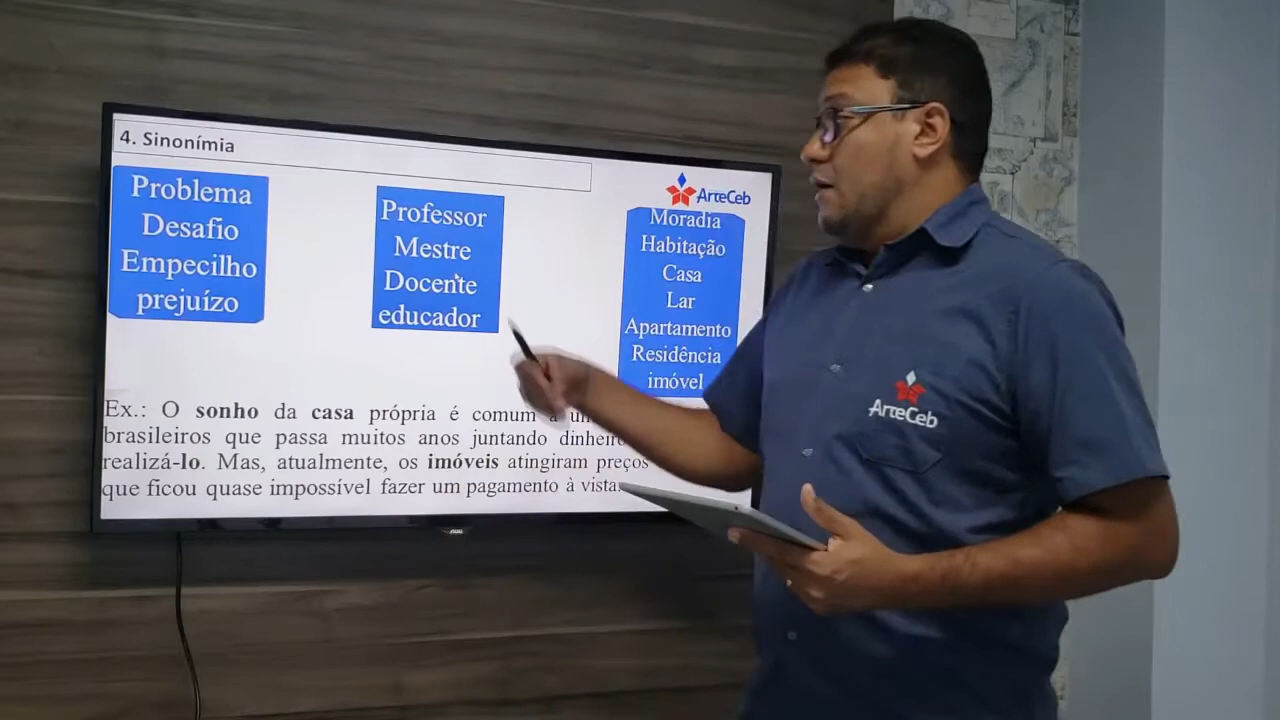 4. Sinonímia
Problema
Desafio
Empecilho
prejuízo
Professor
Mestre
Docente
educador
ArteCeb
Moradia
Habitação
Casa
Lar
Apartamento
Residência
imóvel
Ex.: O sonho da casa própria é comum a
brasileiros que passa muitos anos juntando dinheiro
realizá-lo. Mas, atualmente, os imóveis atingiram preços
que ficou quase impossível fazer um pagamento à vista.
AOC
ArteCeb